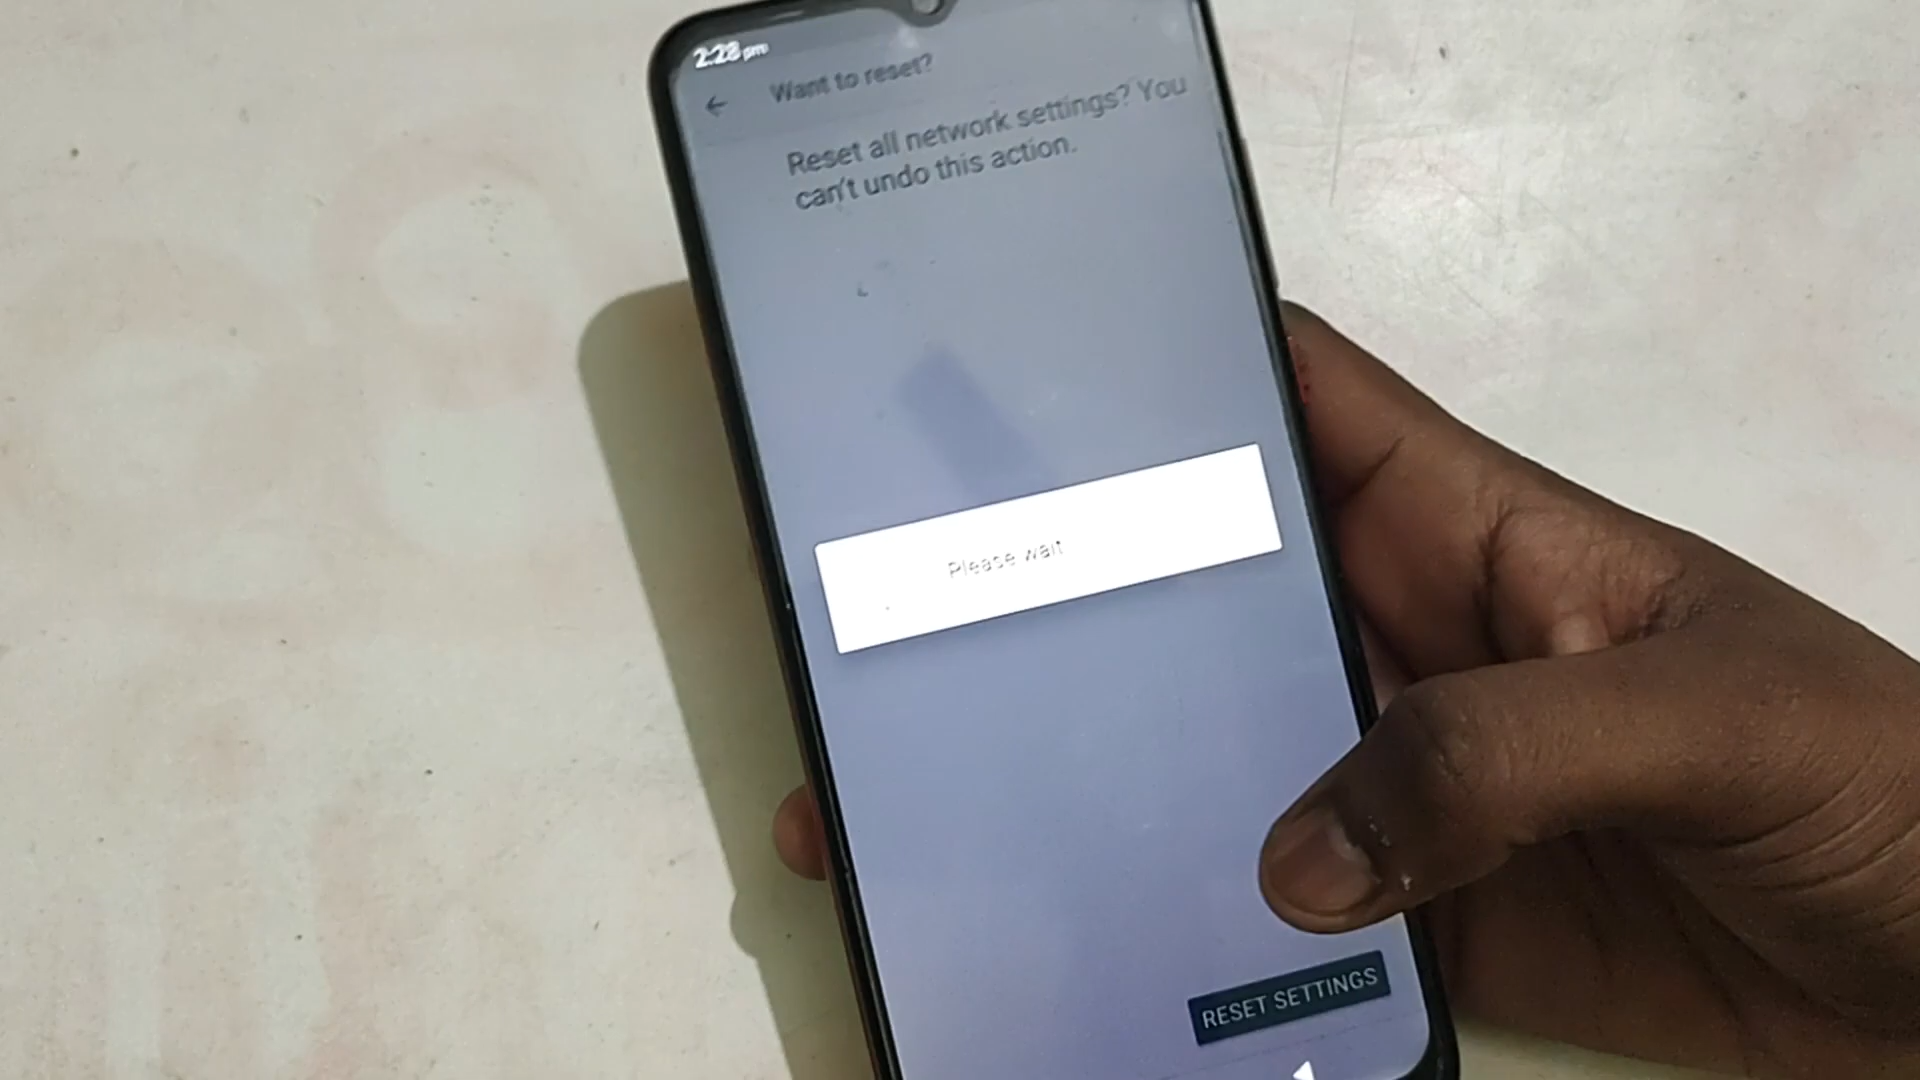 2:28 pm
Want to reset?
Reset all network settings? You
can't undo this action.
Please wait
RESET SETTINGS